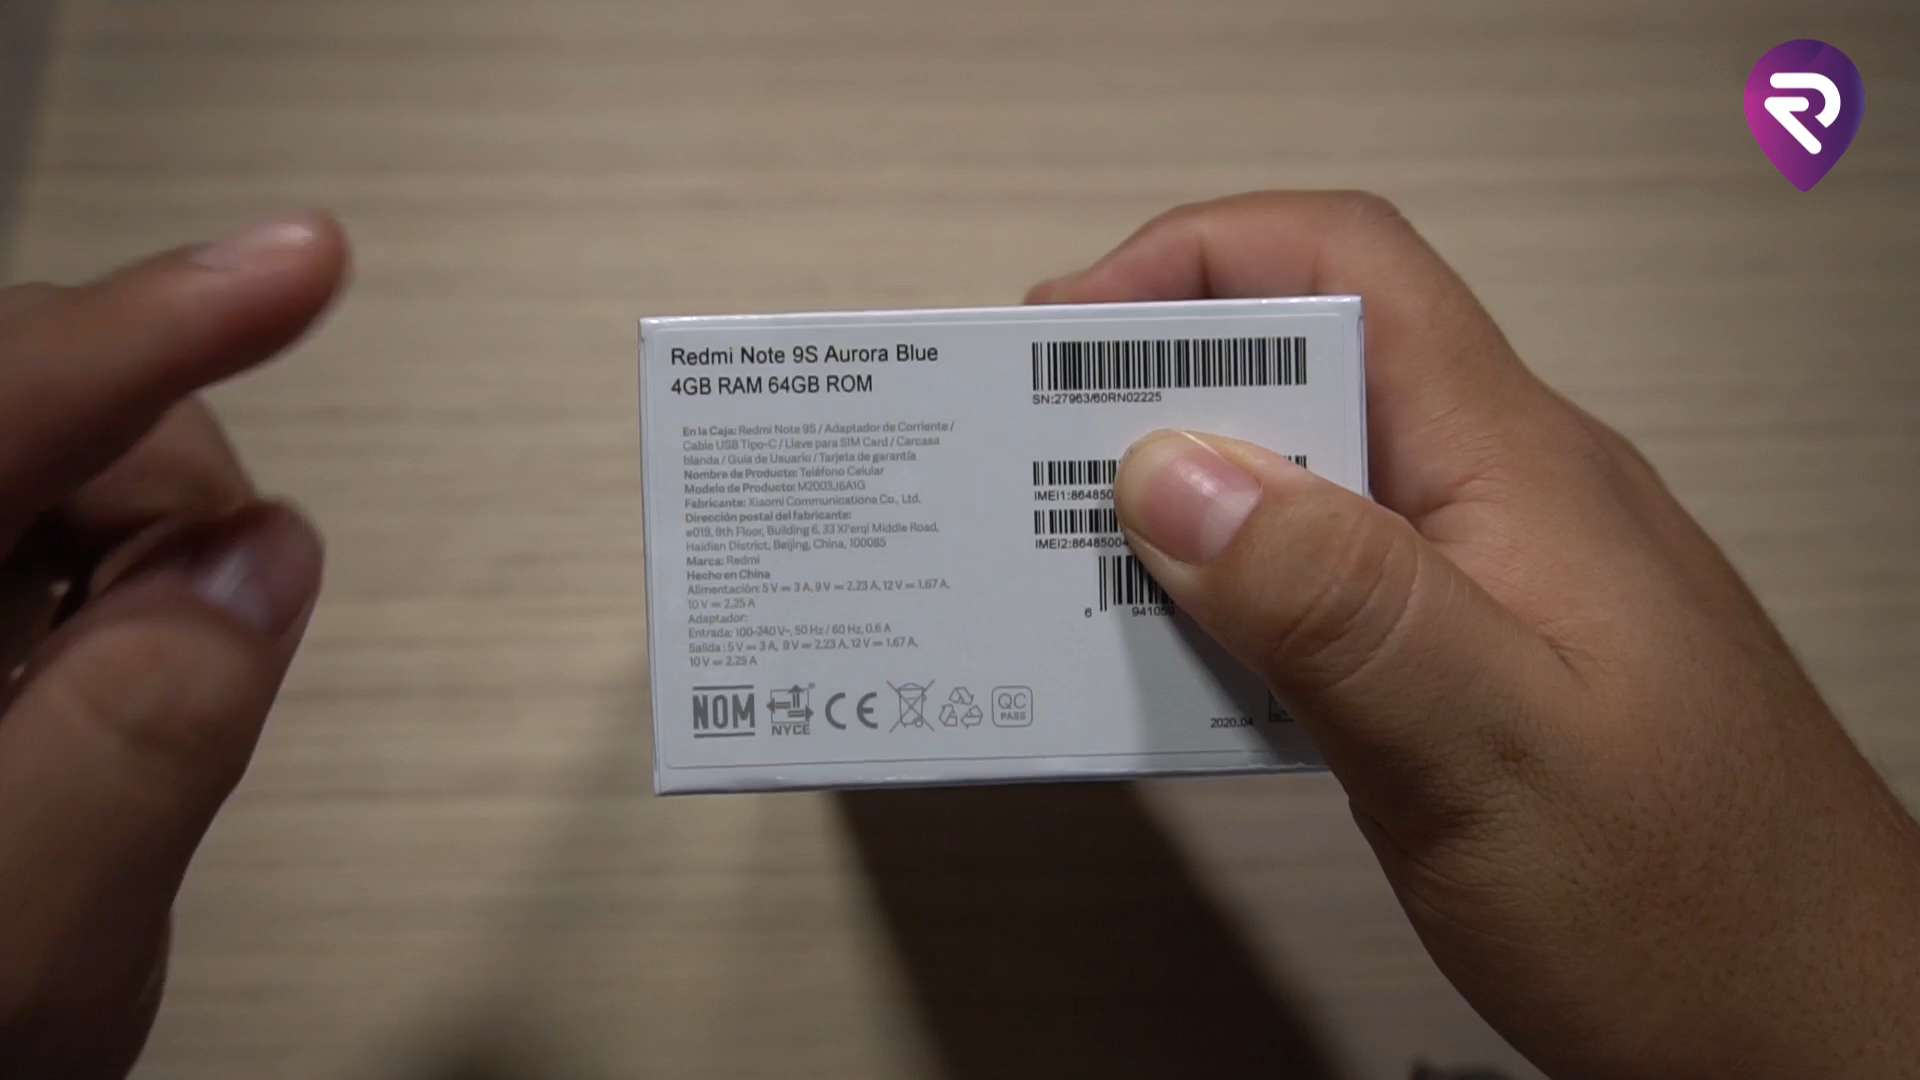 Redmi Note 9S Aurora Blue
4GB RAM 64GB ROM
En la Caja: Redmi Note 9S / Adaptador de Corriente /
Cable USB Tipo-C / Llave para SIM Card / Carcasa
blanda / Guía de Usuario / Tarjeta de garantía
Nombre de Producto: Teléfono Celular
Modelo de Producto: M2003J6A1G
Fabricante: Xiaomi Communications Co., Ltd.
Dirección postal del fabricante:
#019, 9th Floor, Building 6, 33 Xi'erqi Middle Road,
Haidian District, Beijing, China, 100085
Marca: Redmi
Hecho en China
Alimentación: 5 V ⎓ 3 A, 9 V ⎓ 2.23 A, 12 V ⎓ 1.67 A,
10 V ⎓ 2.25 A
Adaptador:
Entrada: 100-240 V~, 50 Hz / 60 Hz, 0.6 A
Salida: 5 V ⎓ 3 A, 9 V ⎓ 2.23 A, 12 V ⎓ 1.67 A,
10 V ⎓ 2.25 A
NOM
NYCE
CE
QC
PASS
SN:27963/60RN02225
IMEI1:864850
IMEI2:86485004
6 941059
2020.04
R